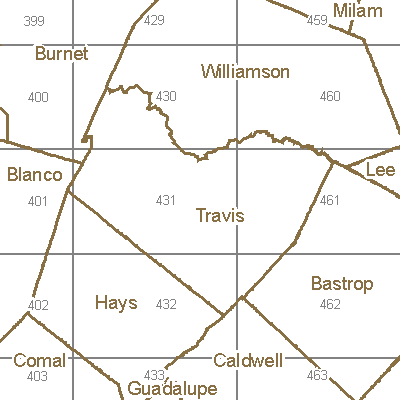 Milam
399
429
459
Burnet
Williamson
400
430
460
Lee
Blanco
401
431
461
Travis
Bastrop
Hays
402
432
462
Comal
Caldwell
403
433
463
Guadalupe